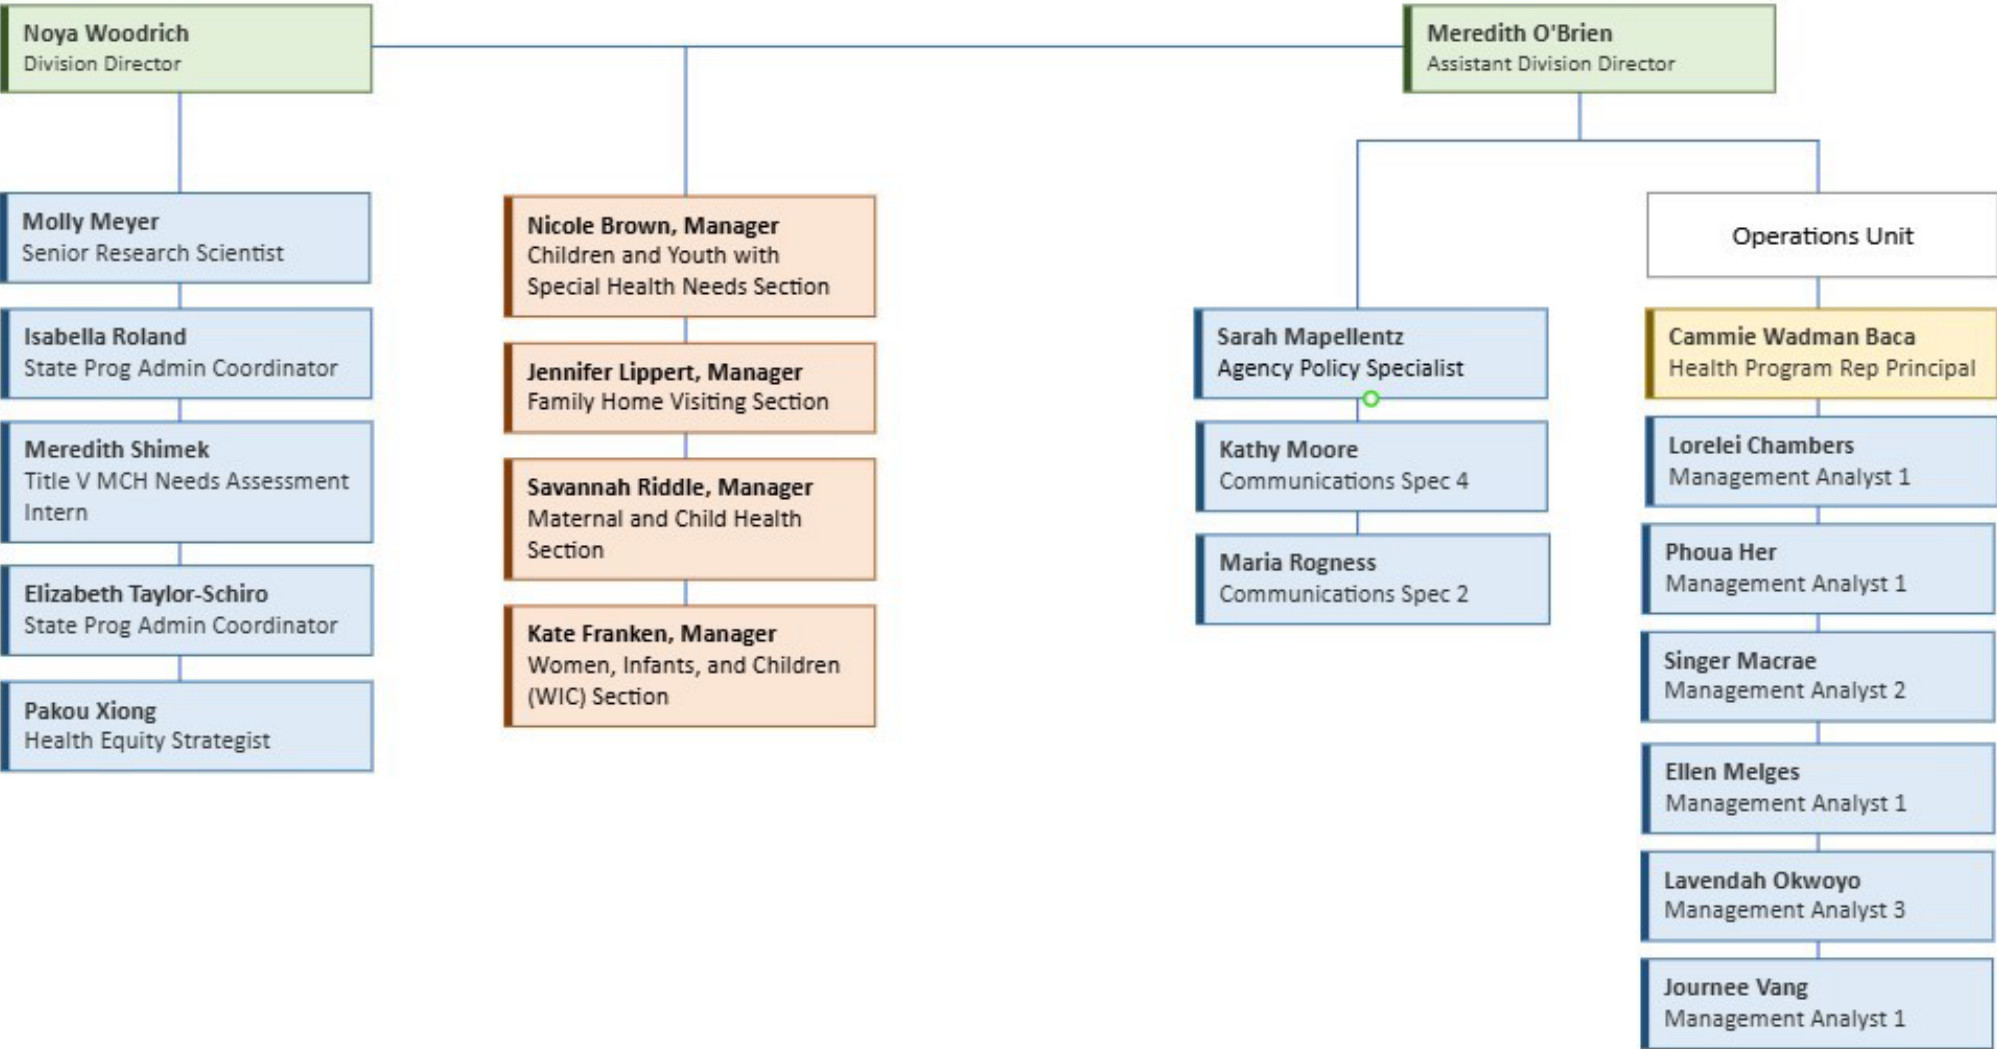 Noya Woodrich
Division Director
Meredith O'Brien
Assistant Division Director
Molly Meyer
Senior Research Scientist
Isabella Roland
State Prog Admin Coordinator
Meredith Shimek
Title V MCH Needs Assessment
Intern
Elizabeth Taylor-Schiro
State Prog Admin Coordinator
Pakou Xiong
Health Equity Strategist
Nicole Brown, Manager
Children and Youth with
Special Health Needs Section
Jennifer Lippert, Manager
Family Home Visiting Section
Savannah Riddle, Manager
Maternal and Child Health
Section
Kate Franken, Manager
Women, Infants, and Children
(WIC) Section
Sarah Mapellentz
Agency Policy Specialist
Kathy Moore
Communications Spec 4
Maria Rogness
Communications Spec 2
Operations Unit
Cammie Wadman Baca
Health Program Rep Principal
Lorelei Chambers
Management Analyst 1
Phoua Her
Management Analyst 1
Singer Macrae
Management Analyst 2
Ellen Melges
Management Analyst 1
Lavendah Okwoyo
Management Analyst 3
Journee Vang
Management Analyst 1